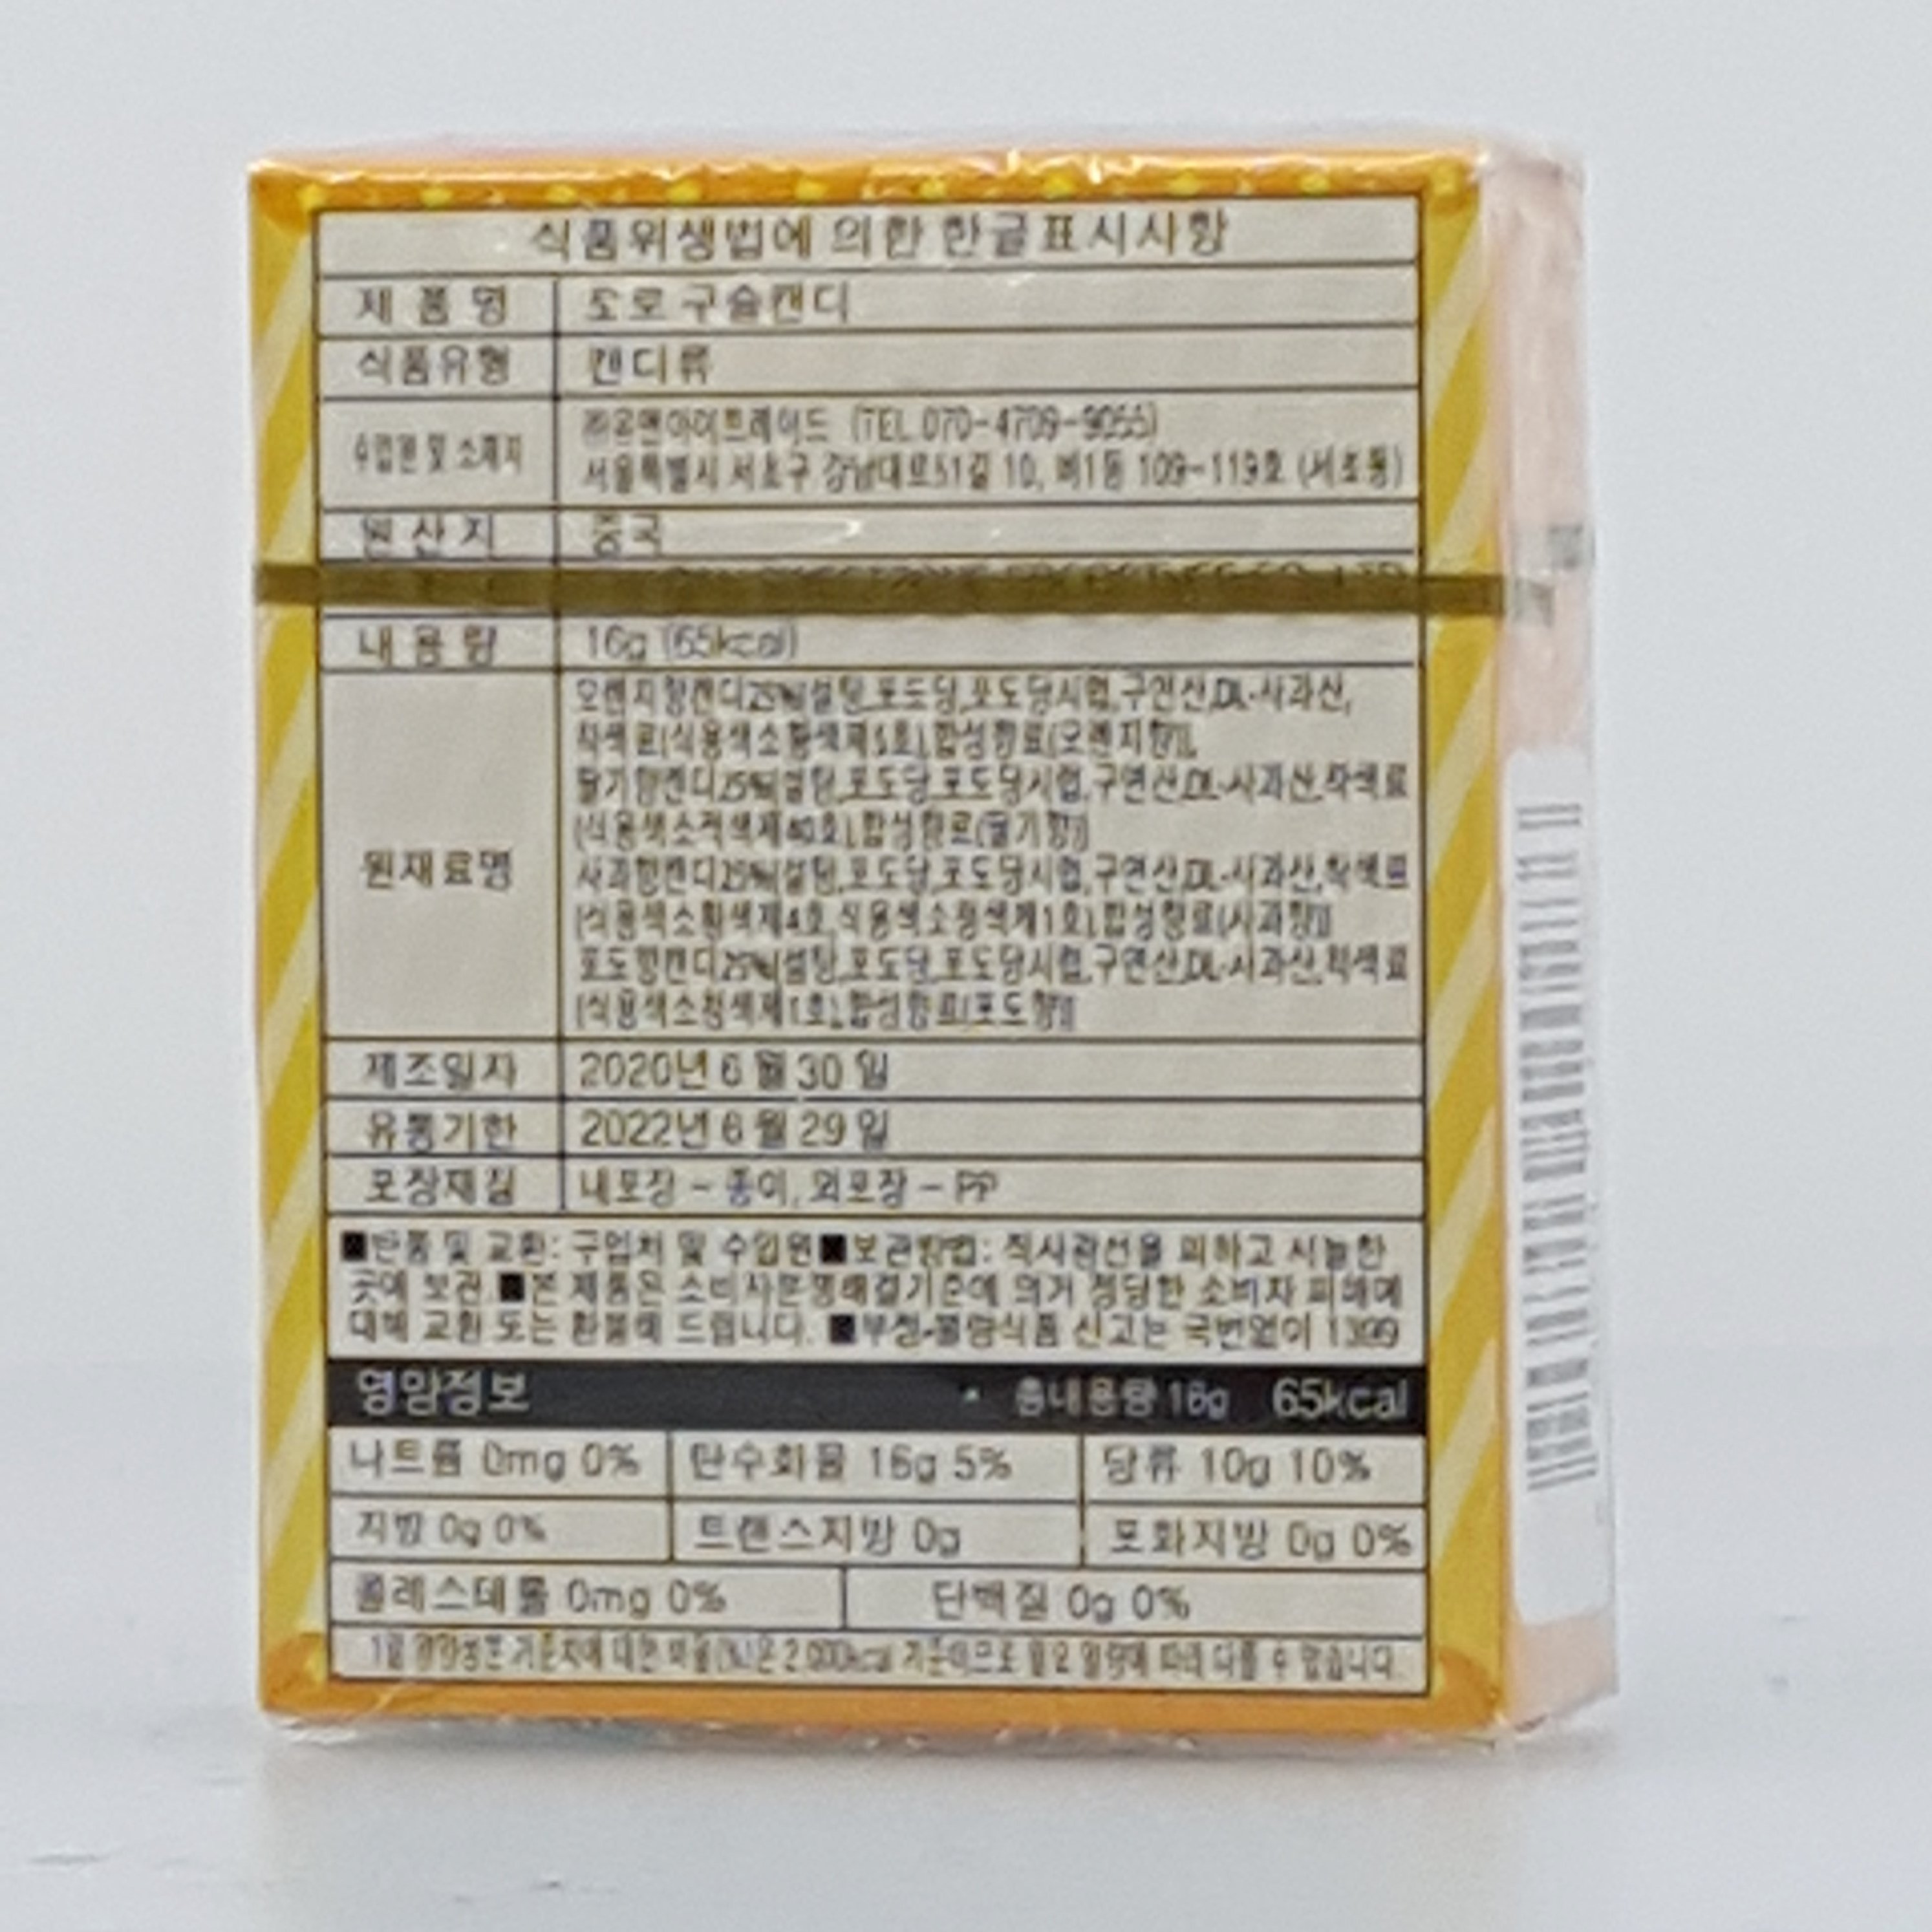 식품위생법에 의한 한글표시사항
제 품 명 도로 구슬캔디
식품유형 캔디류
수입원 및 소재지 (TEL.070-4709-9055)
서울특별시 서초구 강남대로51길 10, 비1동 109-119호 (서초동)
원 산 지 중국
내 용 량 16g (65kcal)
원재료명 오렌지향캔디25%[설탕,포도당,포도당시럽,구연산,DL-사과산,
착색료(식용색소황색제5호),합성향료(오렌지향)],
딸기향캔디25%[설탕,포도당,포도당시럽,구연산,DL-사과산,착색료
(식용색소적색제40호),합성향료(딸기향)]
사과향캔디25%[설탕,포도당,포도당시럽,구연산,DL-사과산,착색료
(식용색소황색제4호,식용색소청색제1호),합성향료(사과향)]
포도향캔디25%[설탕,포도당,포도당시럽,구연산,DL-사과산,착색료
(식용색소청색제1호),합성향료(포도향)]
제조일자 2020년 6 월 30 일
유통기한 2022년 6 월 29 일
포장재질 내포장 - 종이, 외포장 - PP
■반품 및 교환: 구입처 및 수입원■보관방법: 직사광선을 피하고 서늘한
곳에 보관.■본 제품은 소비자분쟁해결기준에 의거 정당한 소비자 피해에
대해 교환 또는 환불해 드립니다. ■부정·불량식품 신고는 국번없이 1399
영양정보 총내용량 16g 65kcal
나트륨 0mg 0% 탄수화물 16g 5% 당류 10g 10%
지방 0g 0% 트랜스지방 0g 포화지방 0g 0%
콜레스테롤 0mg 0% 단백질 0g 0%
1일 영양성분 기준치에 대한 비율(%)은 2,000kcal 기준이므로 필요 열량에 따라 다를 수 있습니다.